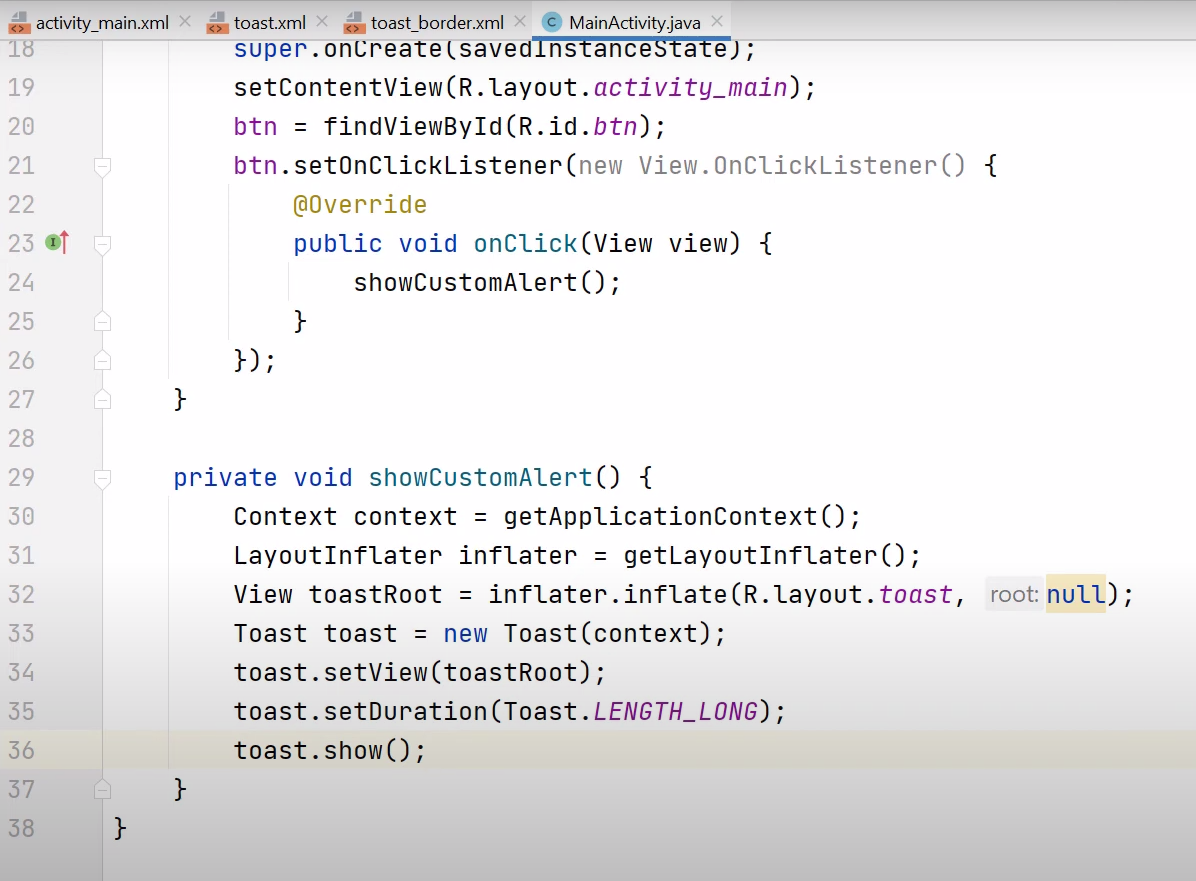 activity_main.xml toast.xml toast_border.xml MainActivity.java
18 super.onCreate(savedInstanceState);
19 setContentView(R.layout.activity_main);
20 btn = findViewById(R.id.btn);
21 btn.setOnClickListener(new View.OnClickListener() {
22 @Override
23 public void onClick(View view) {
24 showCustomAlert();
25 }
26 });
27 }
28
29 private void showCustomAlert() {
30 Context context = getApplicationContext();
31 LayoutInflater inflater = getLayoutInflater();
32 View toastRoot = inflater.inflate(R.layout.toast, root: null);
33 Toast toast = new Toast(context);
34 toast.setView(toastRoot);
35 toast.setDuration(Toast.LENGTH_LONG);
36 toast.show();
37 }
38 }